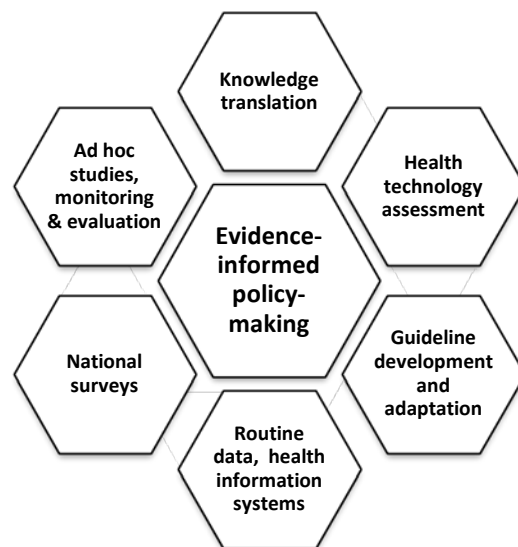 Knowledge
translation
Ad hoc
studies,
monitoring
& evaluation
Health
technology
assessment
Evidence-
informed
policy-
making
National
surveys
Guideline
development
and
adaptation
Routine
data, health
information
systems